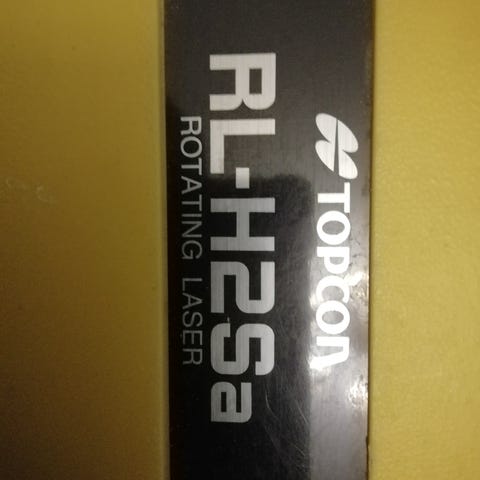 TOPCON
RL-H2Sa
ROTATING LASER